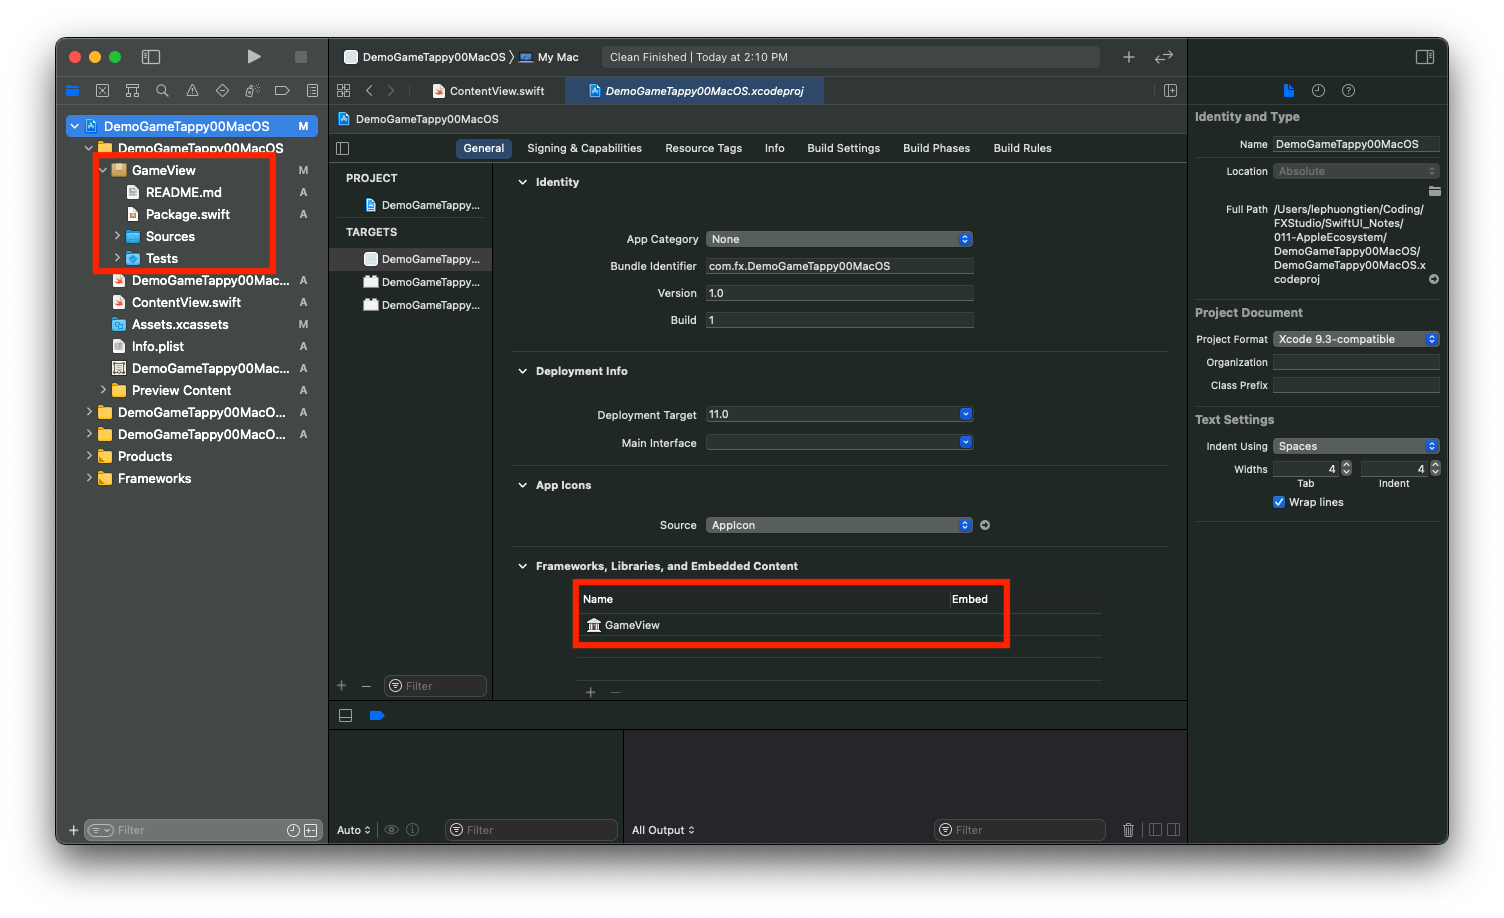 DemoGameTappy00MacOS
My Mac
Clean Finished | Today at 2:10 PM
ContentView.swift
DemoGameTappy00MacOS.xcodeproj
DemoGameTappy00MacOS M
DemoGameTappy00MacOS
GameView M
README.md A
Package.swift A
Sources
Tests
DemoGameTappy00Mac... A
ContentView.swift A
Assets.xcassets M
Info.plist A
DemoGameTappy00Mac... A
Preview Content A
DemoGameTappy00MacO... A
DemoGameTappy00MacO... A
Products
Frameworks
Filter
DemoGameTappy00MacOS
General Signing & Capabilities Resource Tags Info Build Settings Build Phases Build Rules
PROJECT
DemoGameTappy...
TARGETS
DemoGameTappy...
DemoGameTappy...
DemoGameTappy...
Filter
Identity
App Category None
Bundle Identifier com.fx.DemoGameTappy00MacOS
Version 1.0
Build 1
Deployment Info
Deployment Target 11.0
Main Interface
App Icons
Source AppIcon
Frameworks, Libraries, and Embedded Content
Name Embed
GameView
Auto
Filter
All Output
Filter
Identity and Type
Name DemoGameTappy00MacOS
Location Absolute
Full Path /Users/lephuongtien/Coding/
FXStudio/SwiftUI_Notes/
011-AppleEcosystem/
DemoGameTappy00MacOS/
DemoGameTappy00MacOS.x
codeproj
Project Document
Project Format Xcode 9.3-compatible
Organization
Class Prefix
Text Settings
Indent Using Spaces
Widths 4 4
Tab Indent
Wrap lines